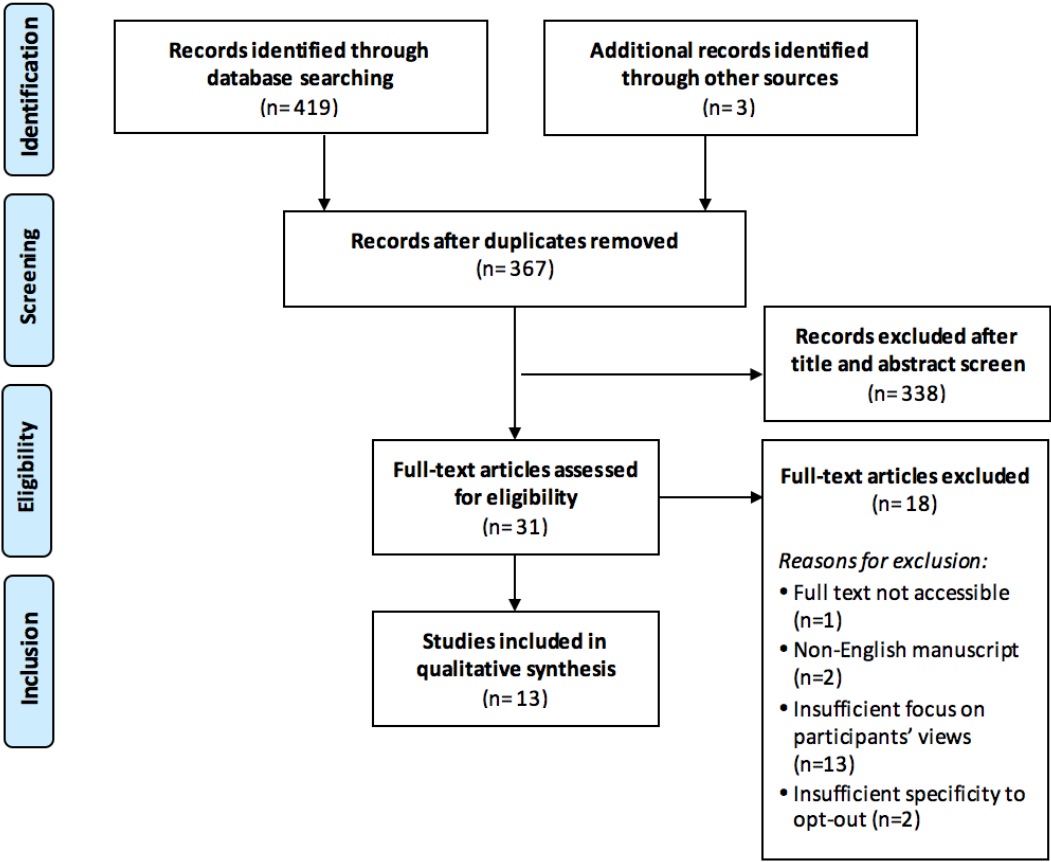 Identification
Records identified through
database searching
(n= 419)
Additional records identified
through other sources
(n= 3)
Screening
Records after duplicates removed
(n= 367)
Records excluded after
title and abstract screen
(n= 338)
Eligibility
Full-text articles assessed
for eligibility
(n= 31)
Full-text articles excluded
(n= 18)
Reasons for exclusion:
• Full text not accessible
(n=1)
• Non-English manuscript
(n=2)
• Insufficient focus on
participants’ views
(n=13)
• Insufficient specificity to
opt-out (n=2)
Inclusion
Studies included in
qualitative synthesis
(n= 13)